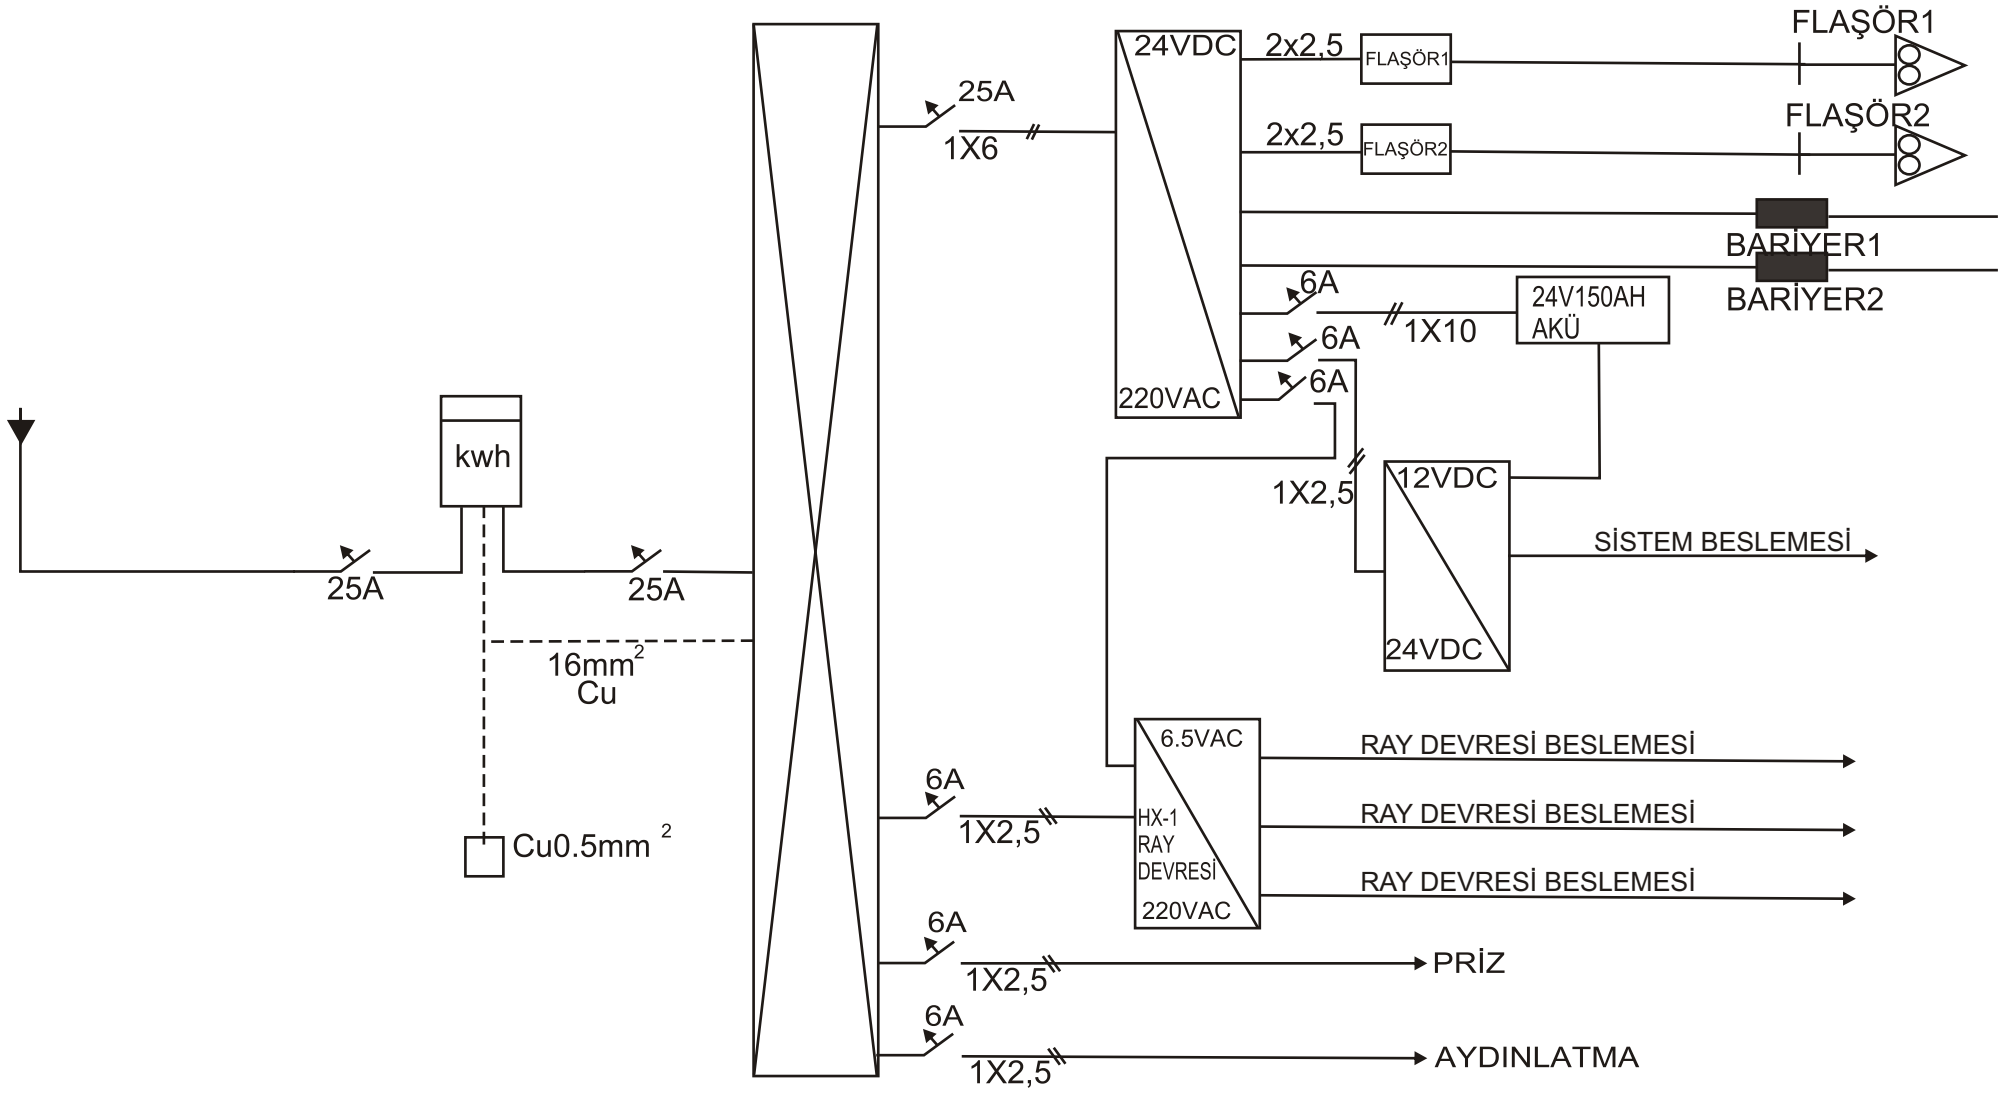 FLAŞÖR1
24VDC
2x2,5
FLAŞÖR1
25A
1X6
FLAŞÖR2
2x2,5
FLAŞÖR2
BARİYER1
BARİYER2
6A
1X10
24V150AH
AKÜ
6A
6A
220VAC
kwh
1X2,5
12VDC
24VDC
SİSTEM BESLEMESİ
25A
25A
16mm2
Cu
Cu0.5mm 2
6A
1X2,5
6.5VAC
HX-1
RAY
DEVRESİ
220VAC
RAY DEVRESİ BESLEMESİ
RAY DEVRESİ BESLEMESİ
RAY DEVRESİ BESLEMESİ
6A
1X2,5
PRİZ
6A
1X2,5
AYDINLATMA